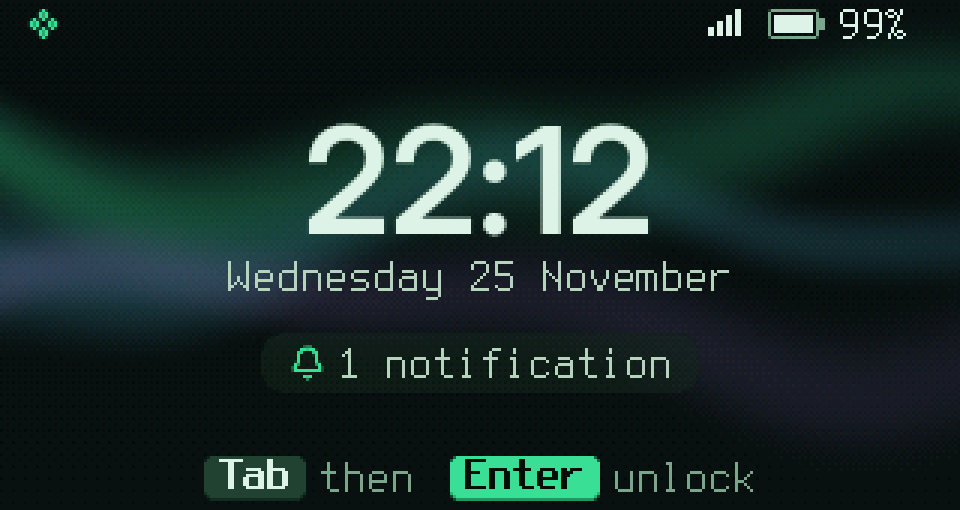 99%
22:12
Wednesday 25 November
1 notification
Tab then Enter unlock